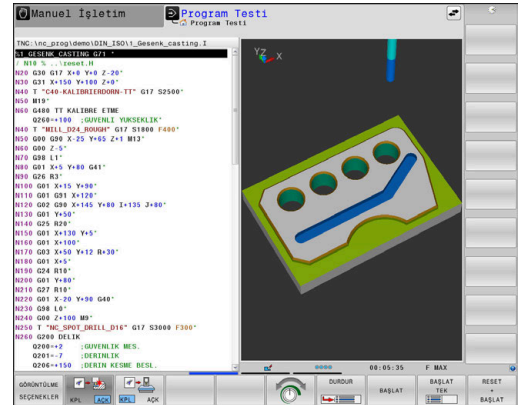 Manuel İşletim
Program Testi
Program Testi
TNC:\nc_prog\demo\DIN_ISO\1_Gesenk_casting.I
%1_GESENK_CASTING G71 *
/ N10 % ..\reset.H
N20 G30 G17 X+0 Y+0 Z-20*
N30 G31 X+150 Y+100 Z+0*
N40 T "C40-KALIBRIERDORN-TT" G17 S2500*
N50 M19*
N60 G480 TT KALIBRE ETME
Q260=+100 ;GUVENLI YUKSEKLIK*
N40 T "MILL_D24_ROUGH" G17 S1800 F400*
N50 G00 G90 X-25 Y+65 Z+1 M13*
N60 G00 Z-5*
N70 G98 L1*
N80 G01 X+5 Y+80 G41*
N90 G26 R3*
N100 G01 X+15 Y+90*
N110 G01 G91 X+120*
N120 G02 G90 X+145 Y+80 I+135 J+80*
N130 G01 Y+50*
N140 G25 R20*
N150 G01 X+130 Y+5*
N160 G01 X+100*
N170 G03 X+50 Y+12 R+30*
N180 G01 X+5*
N190 G24 R10*
N200 G01 Y+80*
N210 G27 R10*
N220 G01 X-20 Y+90 G40*
N230 G98 L0*
N240 G00 Z+100 M9*
N250 T "NC_SPOT_DRILL_D16" G17 S3000 F300*
N260 G200 DELIK
Q200=+2 ;GUVENLIK MES.
Q201=-7 ;DERINLIK
Q206=+150 ;DERIN KESME BESL.
YZ X
00:05:35 F MAX
GÖRÜNTÜLME SEÇENEKLER
KPL AÇK
KPL AÇK
DURDUR
BAŞLAT
BAŞLAT TEK
RESET + BAŞLAT